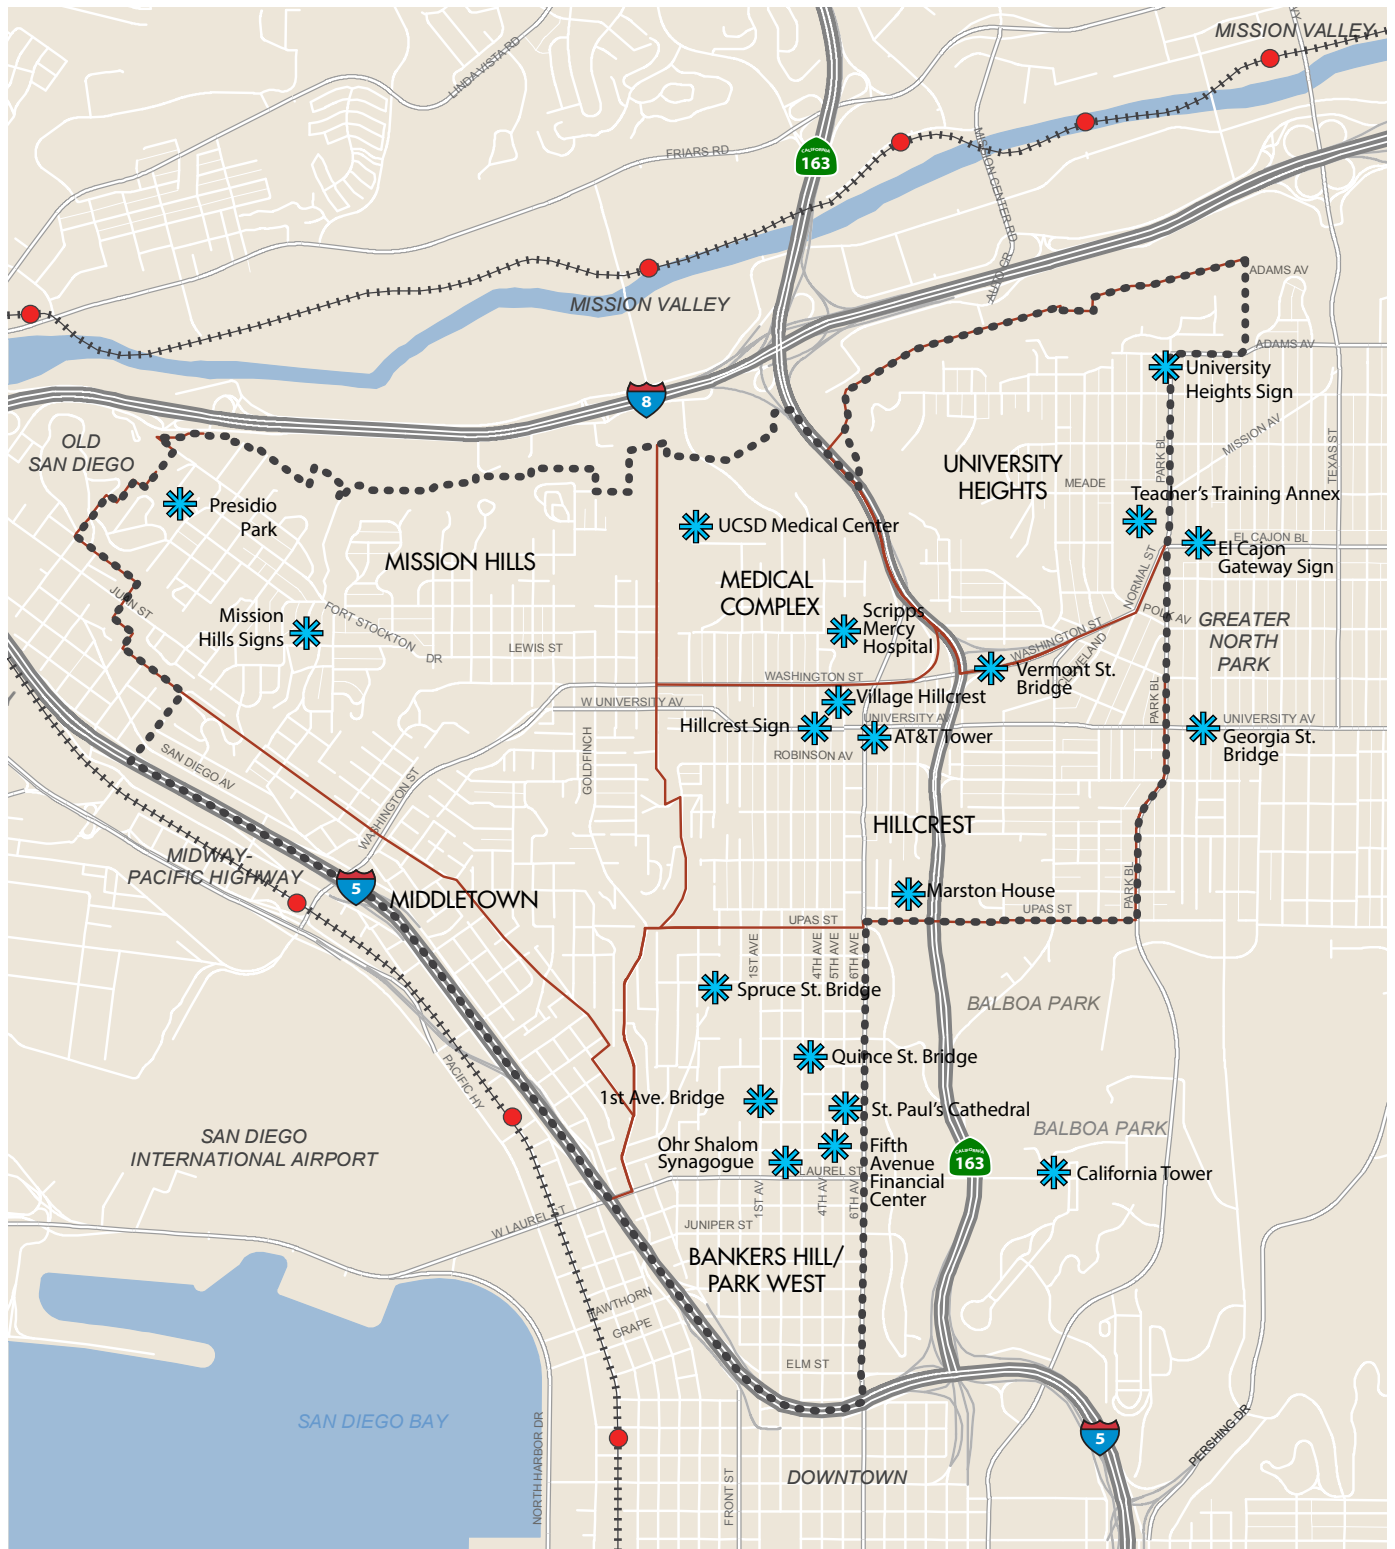 MISSION VALLEY
WY
LINDA VISTA RD
FRIARS RD
CALIFORNIA
163
MISSION CENTER RD
AUTO CR
MISSION VALLEY
ADAMS AV
ADAMS AV
8
University
Heights Sign
MISSION AV
TEXAS ST
PARK BL
OLD
SAN DIEGO
UNIVERSITY
HEIGHTS
MEADE
Teacher's Training Annex
Presidio
Park
UCSD Medical Center
EL CAJON BL
El Cajon
Gateway Sign
MISSION HILLS
MEDICAL
COMPLEX
NORMAL ST
JUAN ST
Mission
Hills Signs
FORT STOCKTON
DR
LEWIS ST
Scripps
Mercy
Hospital
POLK AV
GREATER
NORTH
PARK
WASHINGTON ST
CLEVELAND
Vermont St.
Bridge
WASHINGTON ST
W UNIVERSITY AV
Village Hillcrest
PARK BL
Hillcrest Sign
UNIVERSITY AV
AT&T Tower
UNIVERSITY AV
Georgia St.
Bridge
ROBINSON AV
GOLDFINCH
SAN DIEGO AV
WASHINGTON ST
HILLCREST
MIDWAY-
PACIFIC HIGHWAY
5
MIDDLETOWN
Marston House
PARK BL
UPAS ST
UPAS ST
1ST AVE
4TH AVE
5TH AVE
6TH AVE
Spruce St. Bridge
BALBOA PARK
Quince St. Bridge
PACIFIC HY
1st Ave. Bridge
St. Paul's Cathedral
SAN DIEGO
INTERNATIONAL AIRPORT
BALBOA PARK
Ohr Shalom
Synagogue
Fifth
Avenue
Financial
Center
CALIFORNIA
163
California Tower
LAUREL ST
1ST AV
4TH AV
6TH AV
W LAUREL ST
JUNIPER ST
BANKERS HILL/
PARK WEST
HAWTHORN
GRAPE
ELM ST
SAN DIEGO BAY
NORTH HARBOR DR
FRONT ST
DOWNTOWN
5
PERSHING DR